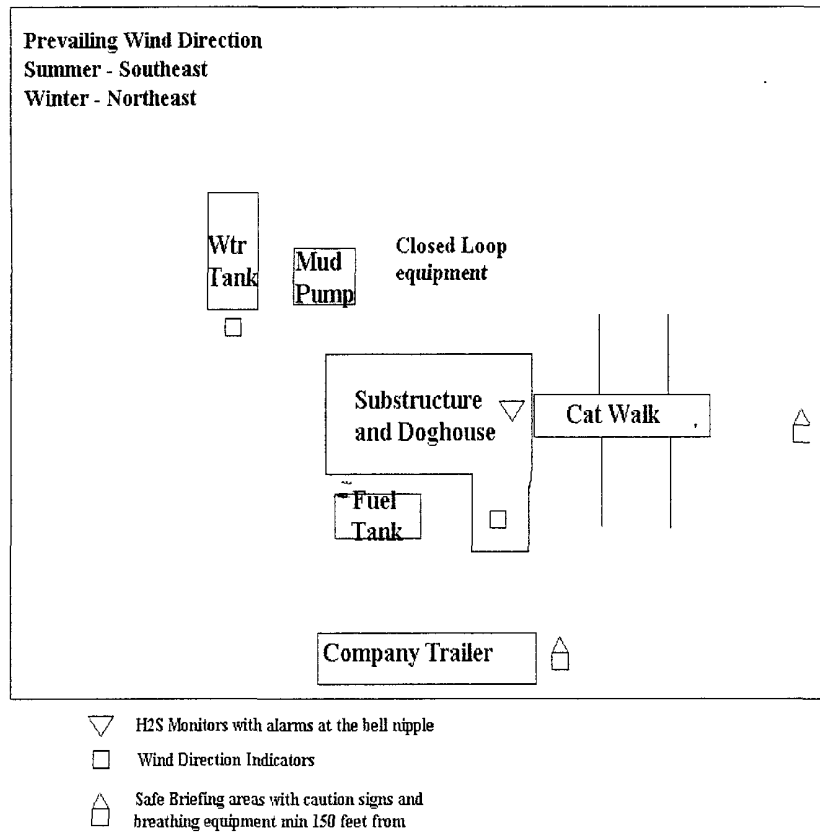 Prevailing Wind Direction
Summer - Southeast
Winter - Northeast
Wtr
Tank
Mud
Pump
Closed Loop
equipment
Substructure
and Doghouse
Cat Walk
Fuel
Tank
Company Trailer
H2S Monitors with alarms at the bell nipple
Wind Direction Indicators
Safe Briefing areas with caution signs and
breathing equipment min 150 feet from